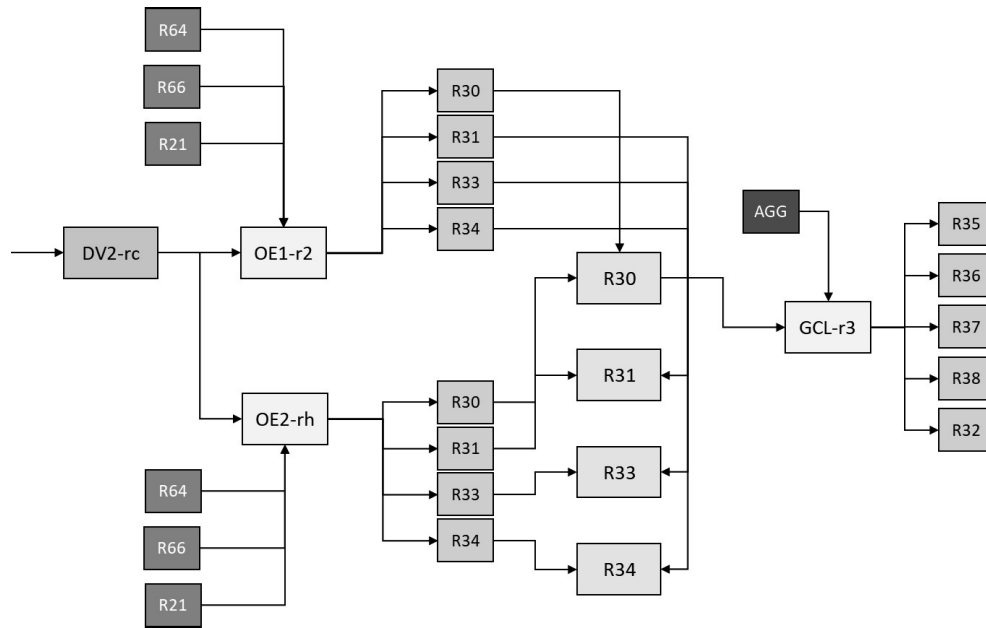 R64
R66
R21
DV2-rc
OE1-r2
R30
R31
R33
R34
R30
R31
R33
R34
AGG
GCL-r3
R35
R36
R37
R38
R32
OE2-rh
R30
R31
R33
R34
R64
R66
R21